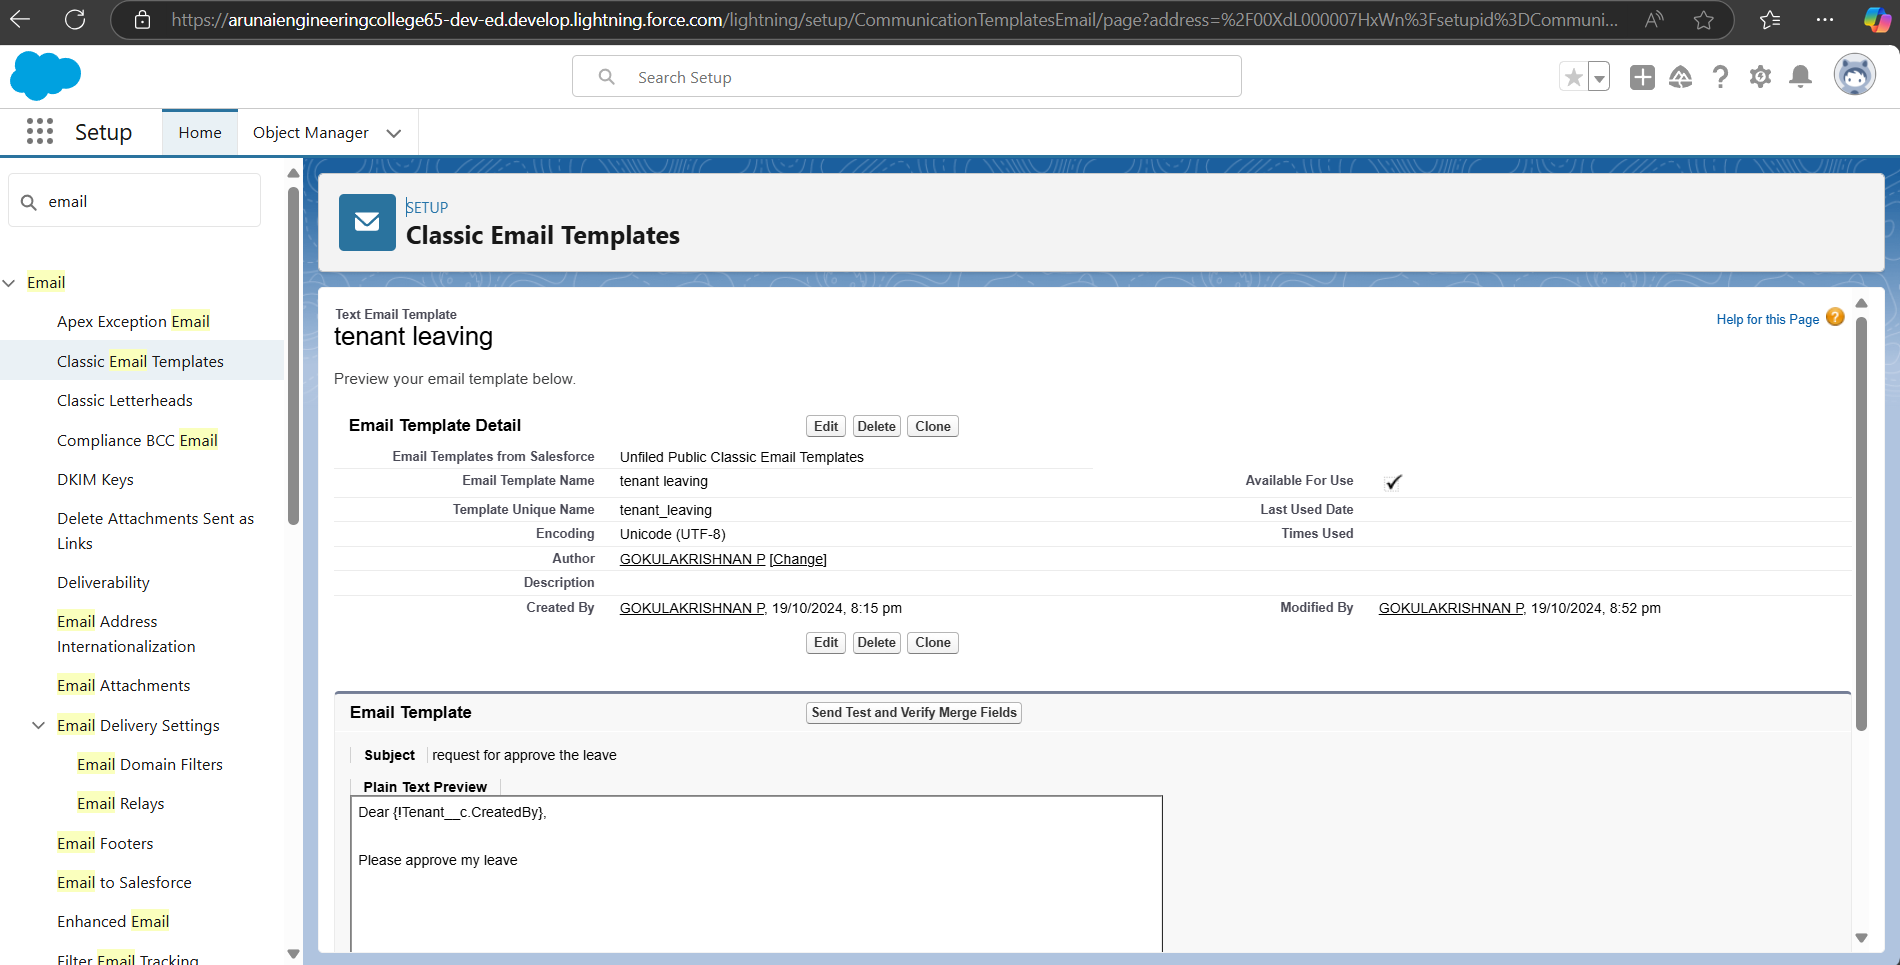 https://arunaiengineeringcollege65-dev-ed.develop.lightning.force.com/lightning/setup/CommunicationTemplatesEmail/page?address=%2F00XdL000007HxWn%3Fsetupid%3DCommuni...
Search Setup
Setup
Home
Object Manager
email
Email
Apex Exception Email
Classic Email Templates
Classic Letterheads
Compliance BCC Email
DKIM Keys
Delete Attachments Sent as
Links
Deliverability
Email Address
Internationalization
Email Attachments
Email Delivery Settings
Email Domain Filters
Email Relays
Email Footers
Email to Salesforce
Enhanced Email
Filter Email Tracking
SETUP
Classic Email Templates
Text Email Template
tenant leaving
Help for this Page
Preview your email template below.
Email Template Detail Edit Delete Clone
Email Templates from Salesforce Unfiled Public Classic Email Templates
Email Template Name tenant leaving Available For Use
Template Unique Name tenant_leaving Last Used Date
Encoding Unicode (UTF-8) Times Used
Author GOKULAKRISHNAN P [Change]
Description
Created By GOKULAKRISHNAN P, 19/10/2024, 8:15 pm Modified By GOKULAKRISHNAN P, 19/10/2024, 8:52 pm
Edit Delete Clone
Email Template Send Test and Verify Merge Fields
Subject request for approve the leave
Plain Text Preview
Dear {!Tenant__c.CreatedBy},
Please approve my leave